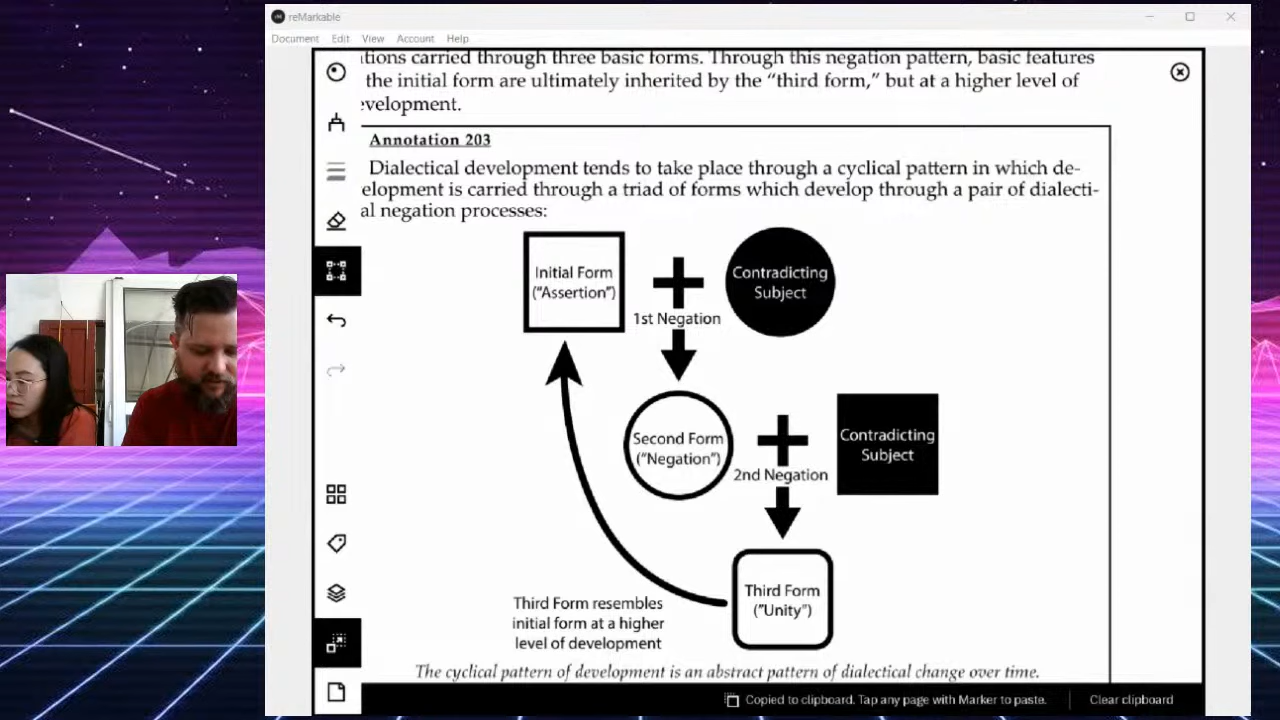 reMarkable
Document Edit View Account Help
tions carried through three basic forms. Through this negation pattern, basic features
the initial form are ultimately inherited by the “third form,” but at a higher level of
evelopment.
Annotation 203
Dialectical development tends to take place through a cyclical pattern in which de-
elopment is carried through a triad of forms which develop through a pair of dialecti-
al negation processes:
Initial Form
(“Assertion”)
1st Negation
Contradicting
Subject
Second Form
(“Negation”)
2nd Negation
Contradicting
Subject
Third Form
("Unity”)
Third Form resembles
initial form at a higher
level of development
The cyclical pattern of development is an abstract pattern of dialectical change over time.
Copied to clipboard. Tap any page with Marker to paste.
Clear clipboard